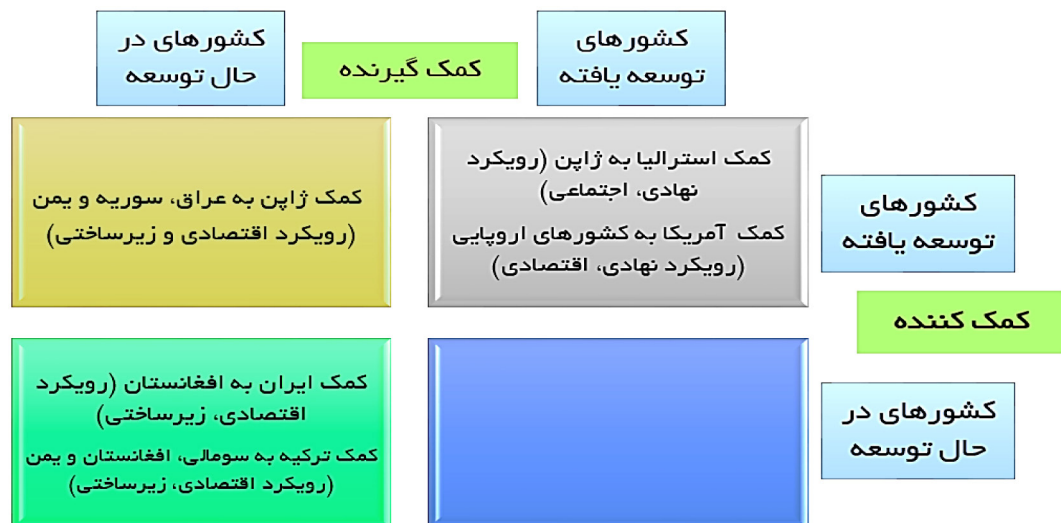 کشورهای
توسعه یافته
کمک گیرنده
کشورهای در
حال توسعه
کشورهای
توسعه یافته
کمک استرالیا به ژاپن (رویکرد
نهادی، اجتماعی)
کمک آمریکا به کشورهای اروپایی
(رویکرد نهادی، اقتصادی)
کمک ژاپن به عراق، سوریه و یمن
(رویکرد اقتصادی و زیرساختی)
کمک کننده
کشورهای در
حال توسعه
کمک ایران به افغانستان (رویکرد
اقتصادی، زیرساختی)
کمک ترکیه به سومالی، افغانستان و یمن
(رویکرد اقتصادی، زیرساختی)